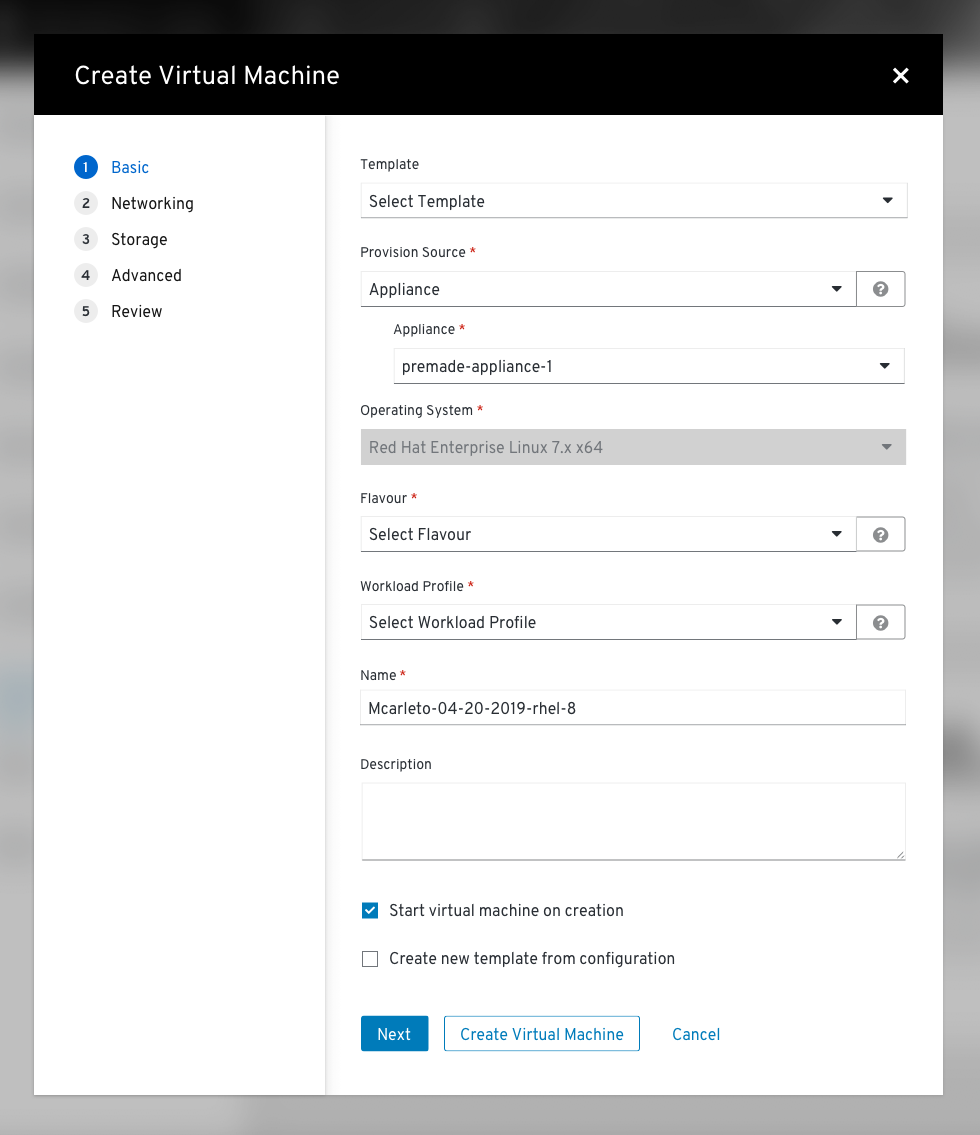 Create Virtual Machine
1 Basic
2 Networking
3 Storage
4 Advanced
5 Review
Template
Select Template
Provision Source *
Appliance ?
Appliance *
premade-appliance-1
Operating System *
Red Hat Enterprise Linux 7.x x64
Flavour *
Select Flavour ?
Workload Profile *
Select Workload Profile ?
Name *
Mcarleto-04-20-2019-rhel-8
Description
Start virtual machine on creation
Create new template from configuration
Next Create Virtual Machine Cancel